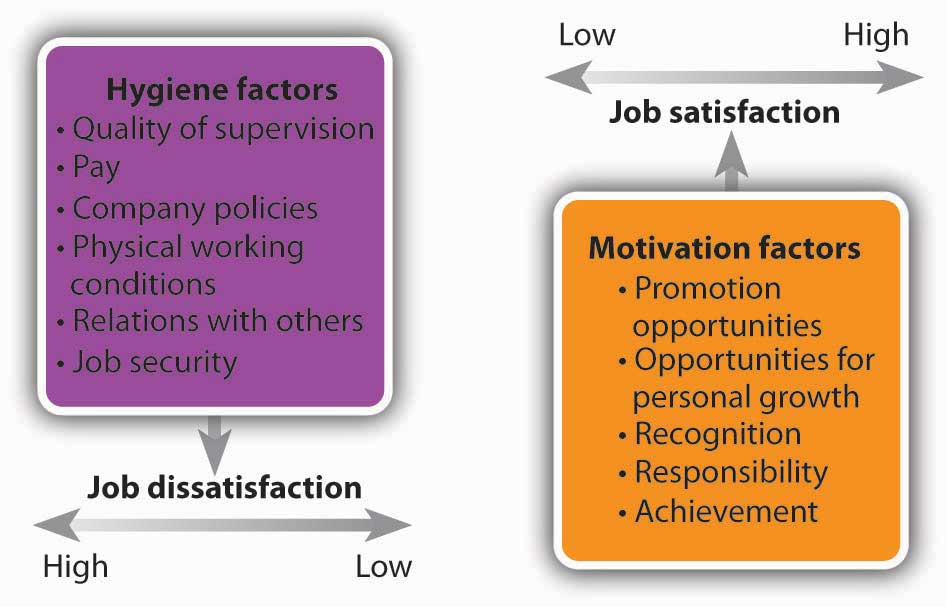 Hygiene factors
• Quality of supervision
• Pay
• Company policies
• Physical working
conditions
• Relations with others
• Job security
Job dissatisfaction
High Low
Low High
Job satisfaction
Motivation factors
• Promotion
opportunities
• Opportunities for
personal growth
• Recognition
• Responsibility
• Achievement